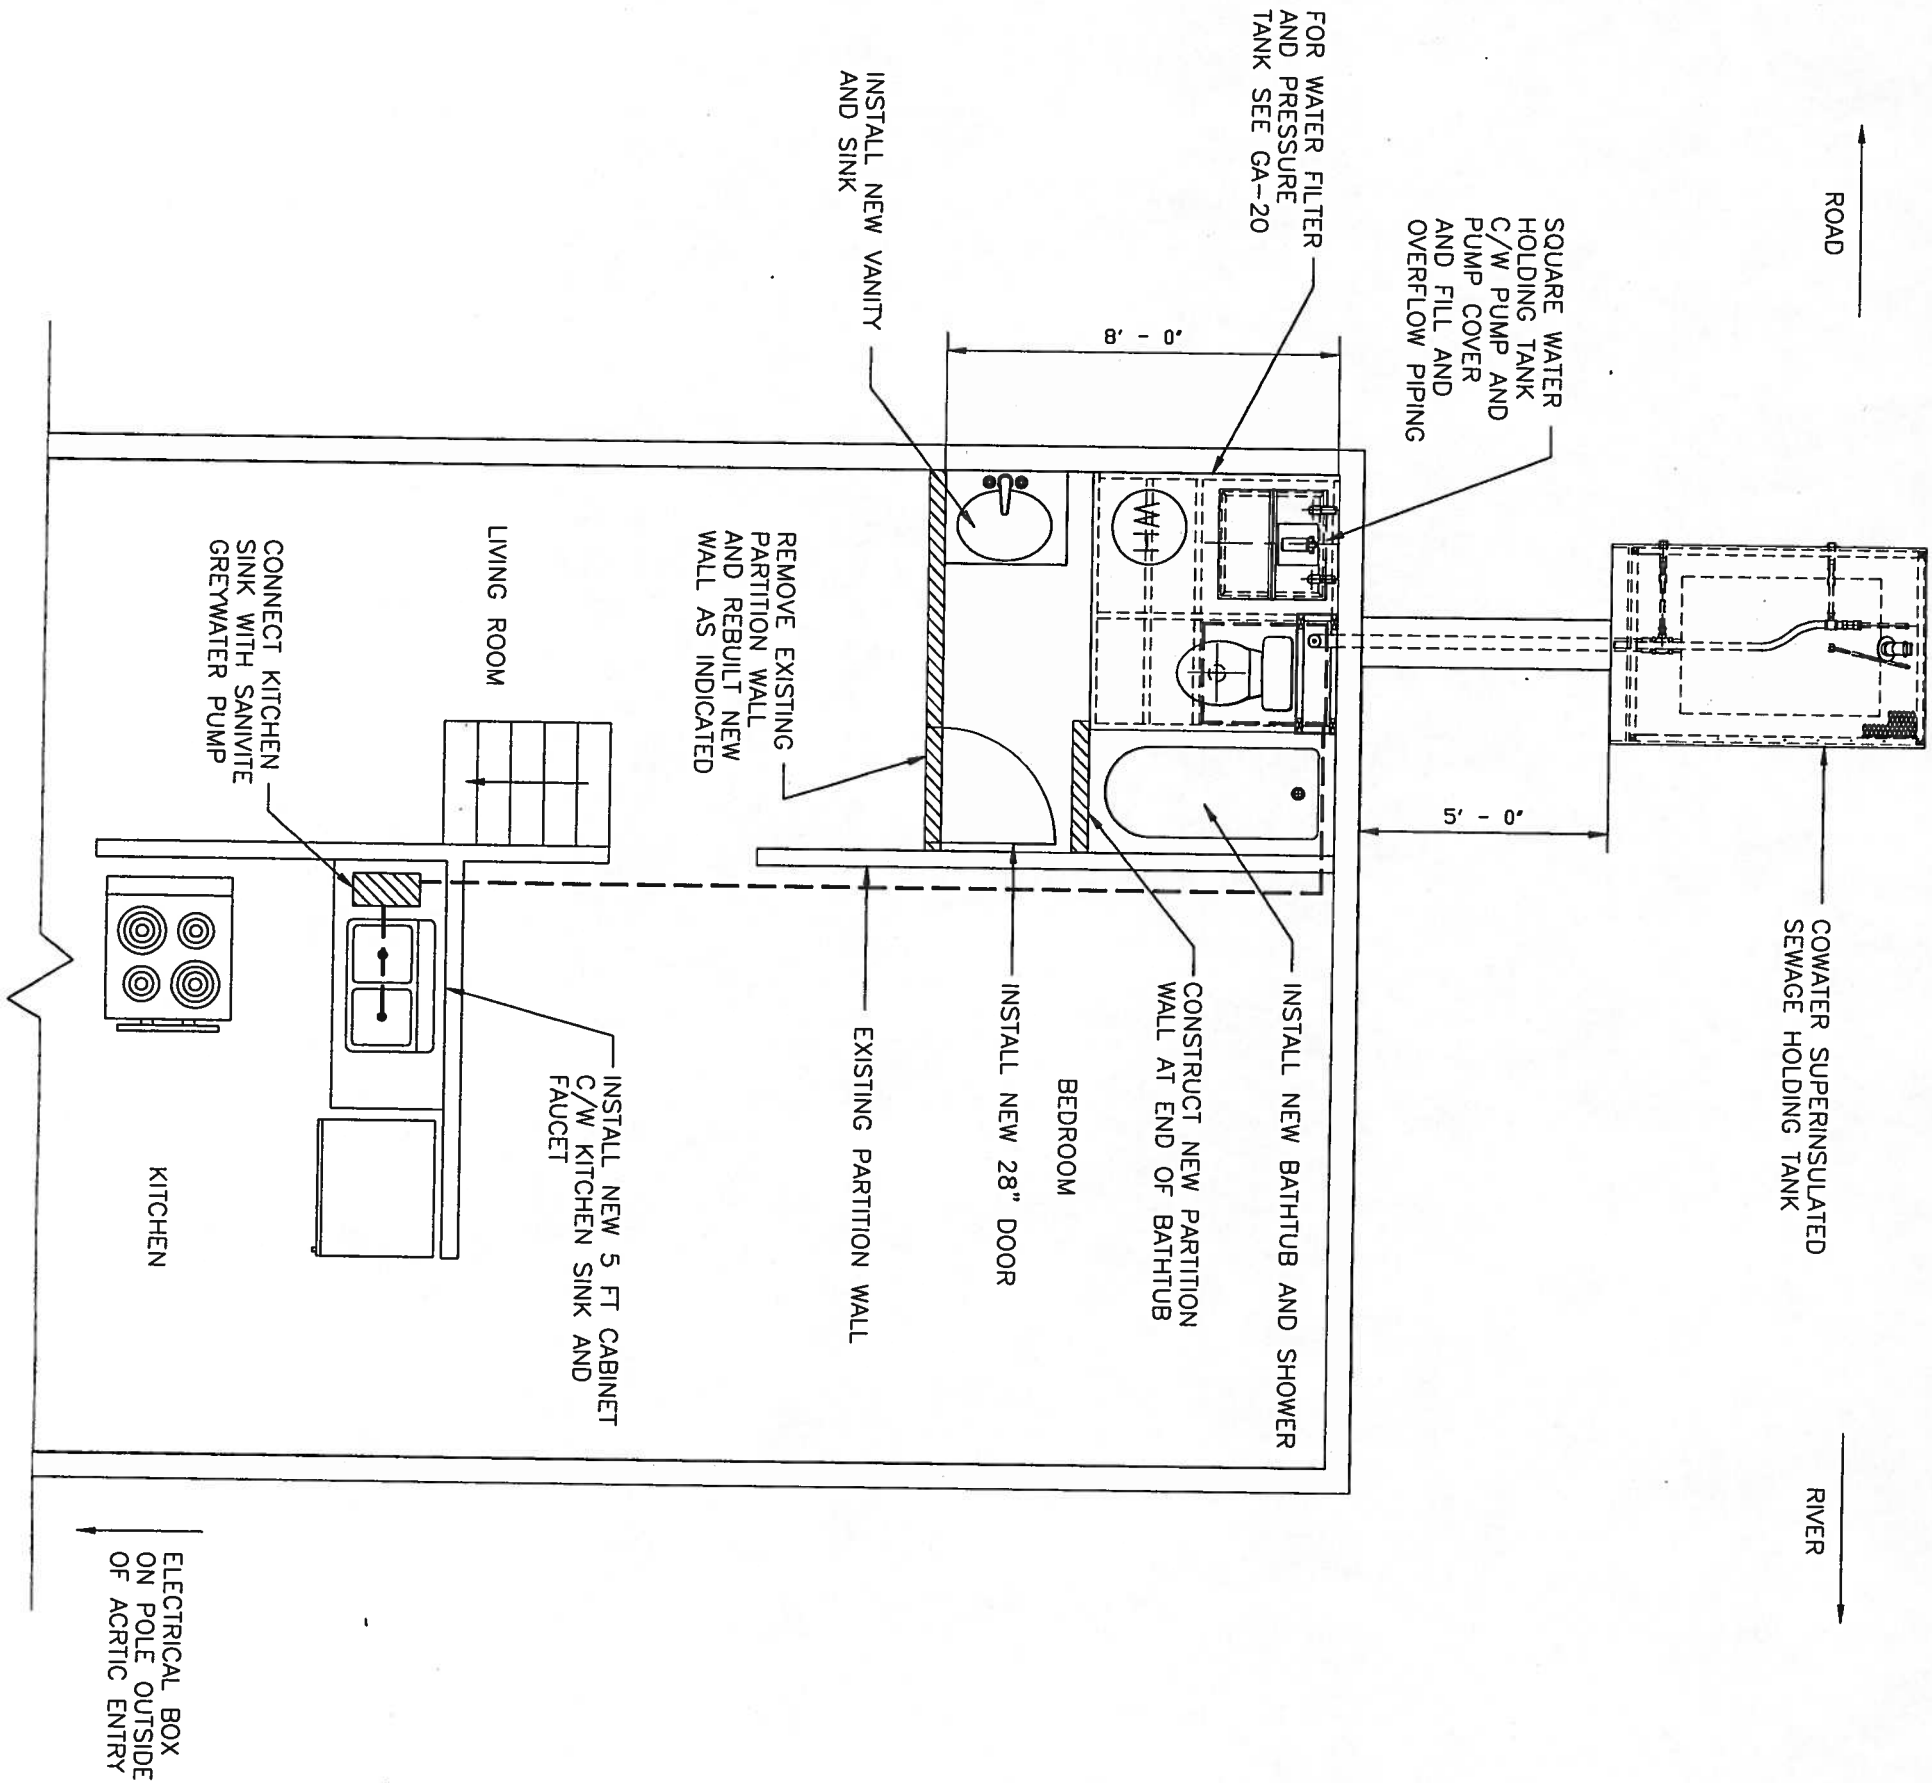 ROAD
RIVER
COWATER SUPERINSULATED
SEWAGE HOLDING TANK
SQUARE WATER
HOLDING TANK
C/W PUMP AND
PUMP COVER
AND FILL AND
OVERFLOW PIPING
5' - 0"
FOR WATER FILTER
AND PRESSURE
TANK SEE GA-20
8' - 0"
WH
INSTALL NEW BATHTUB AND SHOWER
CONSTRUCT NEW PARTITION
WALL AT END OF BATHTUB
BEDROOM
INSTALL NEW 28" DOOR
EXISTING PARTITION WALL
INSTALL NEW VANITY
AND SINK
REMOVE EXISTING
PARTITION WALL
AND REBUILT NEW
WALL AS INDICATED
INSTALL NEW 5 FT CABINET
C/W KITCHEN SINK AND
FAUCET
LIVING ROOM
CONNECT KITCHEN
SINK WITH SANIVITE
GREYWATER PUMP
KITCHEN
ELECTRICAL BOX
ON POLE OUTSIDE
OF ACRTIC ENTRY